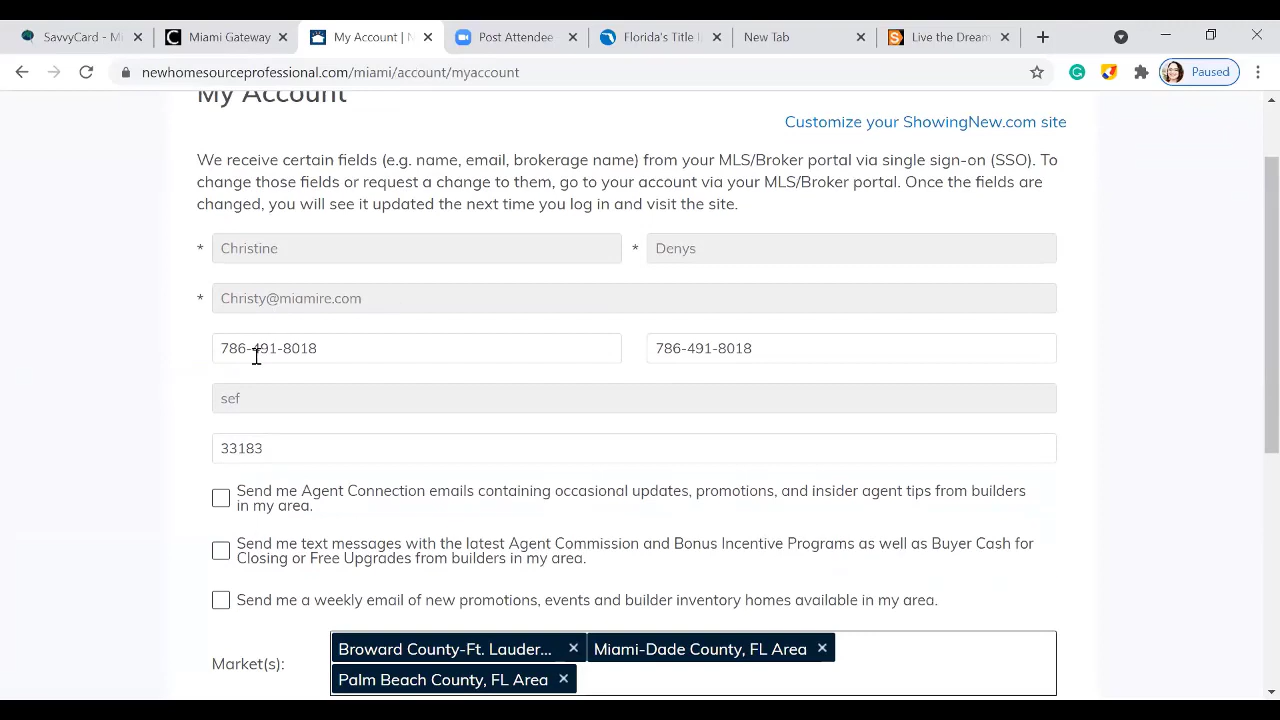 SavvyCard - Mi
Miami Gateway
My Account | N
Post Attendee
Florida's Title I
New Tab
Live the Dream
newhomesourceprofessional.com/miami/account/myaccount
Paused
My Account
Customize your ShowingNew.com site
We receive certain fields (e.g. name, email, brokerage name) from your MLS/Broker portal via single sign-on (SSO). To
change those fields or request a change to them, go to your account via your MLS/Broker portal. Once the fields are
changed, you will see it updated the next time you log in and visit the site.
* Christine * Denys
* Christy@miamire.com
786-491-8018 786-491-8018
sef
33183
Send me Agent Connection emails containing occasional updates, promotions, and insider agent tips from builders
in my area.
Send me text messages with the latest Agent Commission and Bonus Incentive Programs as well as Buyer Cash for
Closing or Free Upgrades from builders in my area.
Send me a weekly email of new promotions, events and builder inventory homes available in my area.
Market(s):
Broward County-Ft. Lauder... × Miami-Dade County, FL Area ×
Palm Beach County, FL Area ×